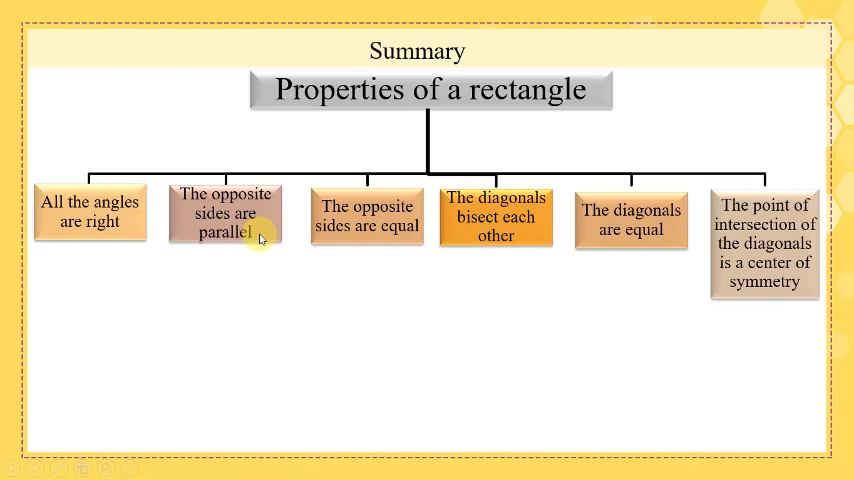 Summary
Properties of a rectangle
All the angles
are right
The opposite
sides are
parallel
The opposite
sides are equal
The diagonals
bisect each
other
The diagonals
are equal
The point of
intersection of
the diagonals
is a center of
symmetry